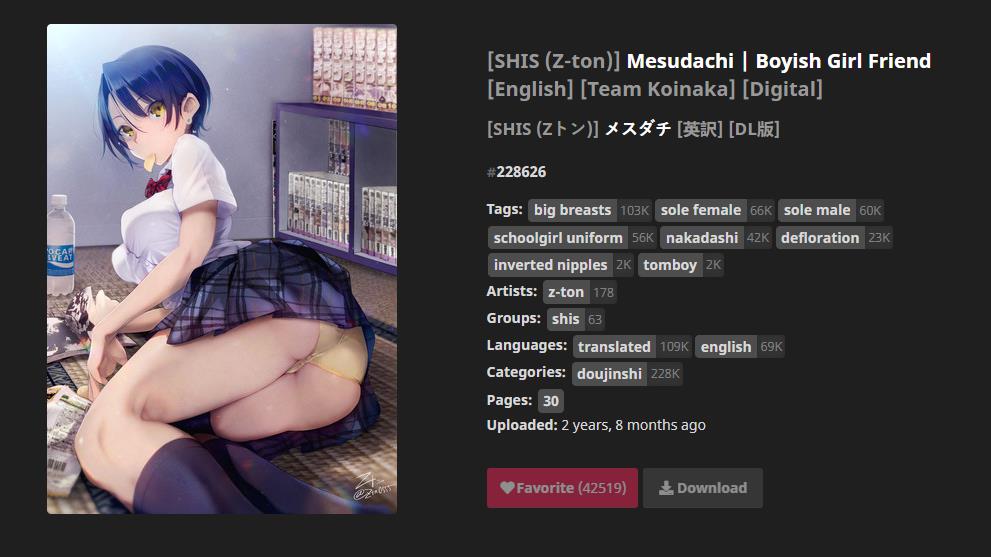 [SHIS (Z-ton)] Mesudachi | Boyish Girl Friend
[English] [Team Koinaka] [Digital]
[SHIS (Zトン)] メスダチ [英訳] [DL版]
#228626
Tags: big breasts 103K sole female 66K sole male 60K
schoolgirl uniform 56K nakadashi 42K defloration 23K
inverted nipples 2K tomboy 2K
Artists: z-ton 178
Groups: shis 63
Languages: translated 109K english 69K
Categories: doujinshi 228K
Pages: 30
Uploaded: 2 years, 8 months ago
Favorite (42519) Download